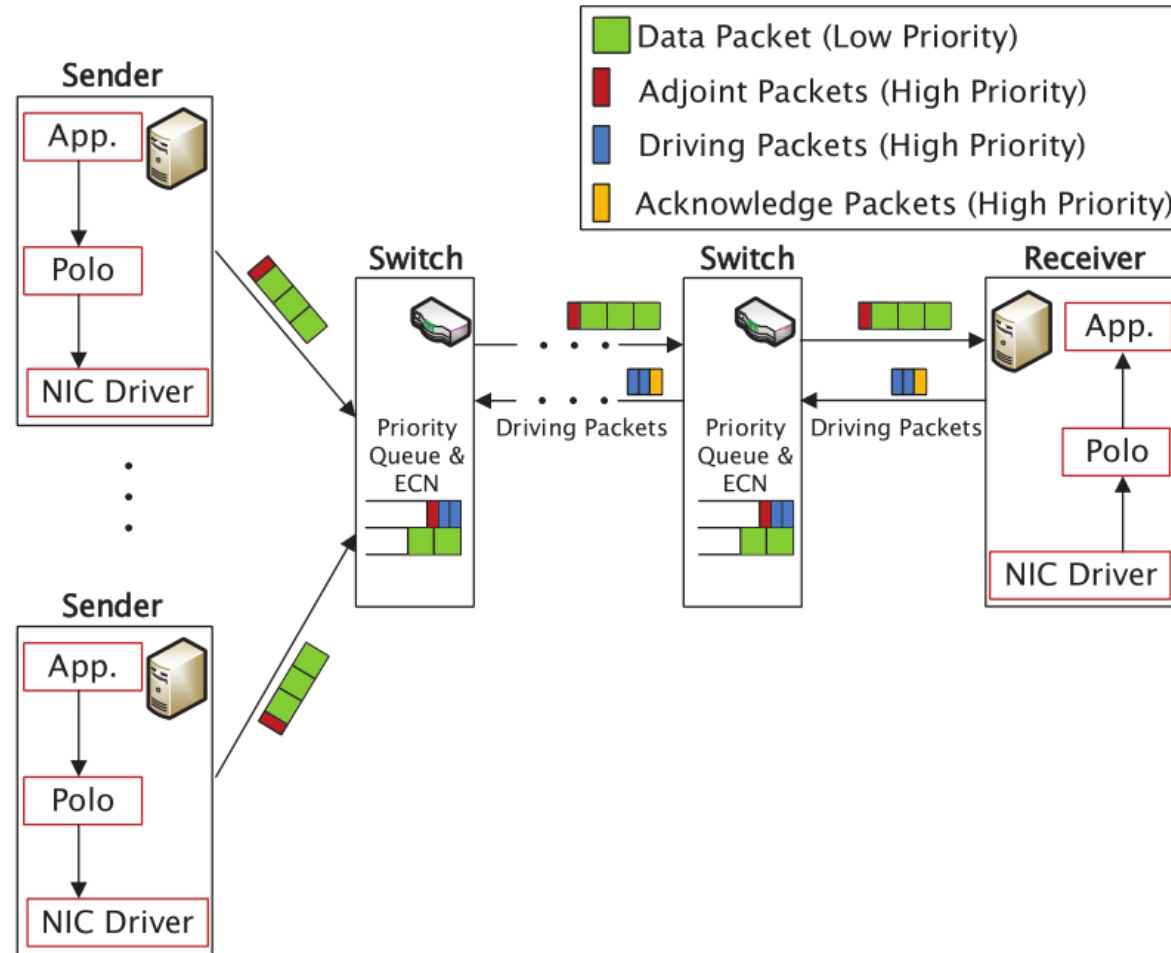 Data Packet (Low Priority)
Adjoint Packets (High Priority)
Driving Packets (High Priority)
Acknowledge Packets (High Priority)
Sender
App.
Polo
NIC Driver
Switch
Priority
Queue &
ECN
Driving Packets
Switch
Priority
Queue &
ECN
Driving Packets
Receiver
App.
Polo
NIC Driver
Sender
App.
Polo
NIC Driver